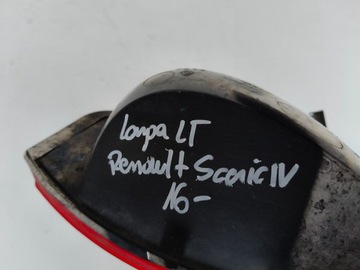 Lampa LT
Renault Scenic IV
16-